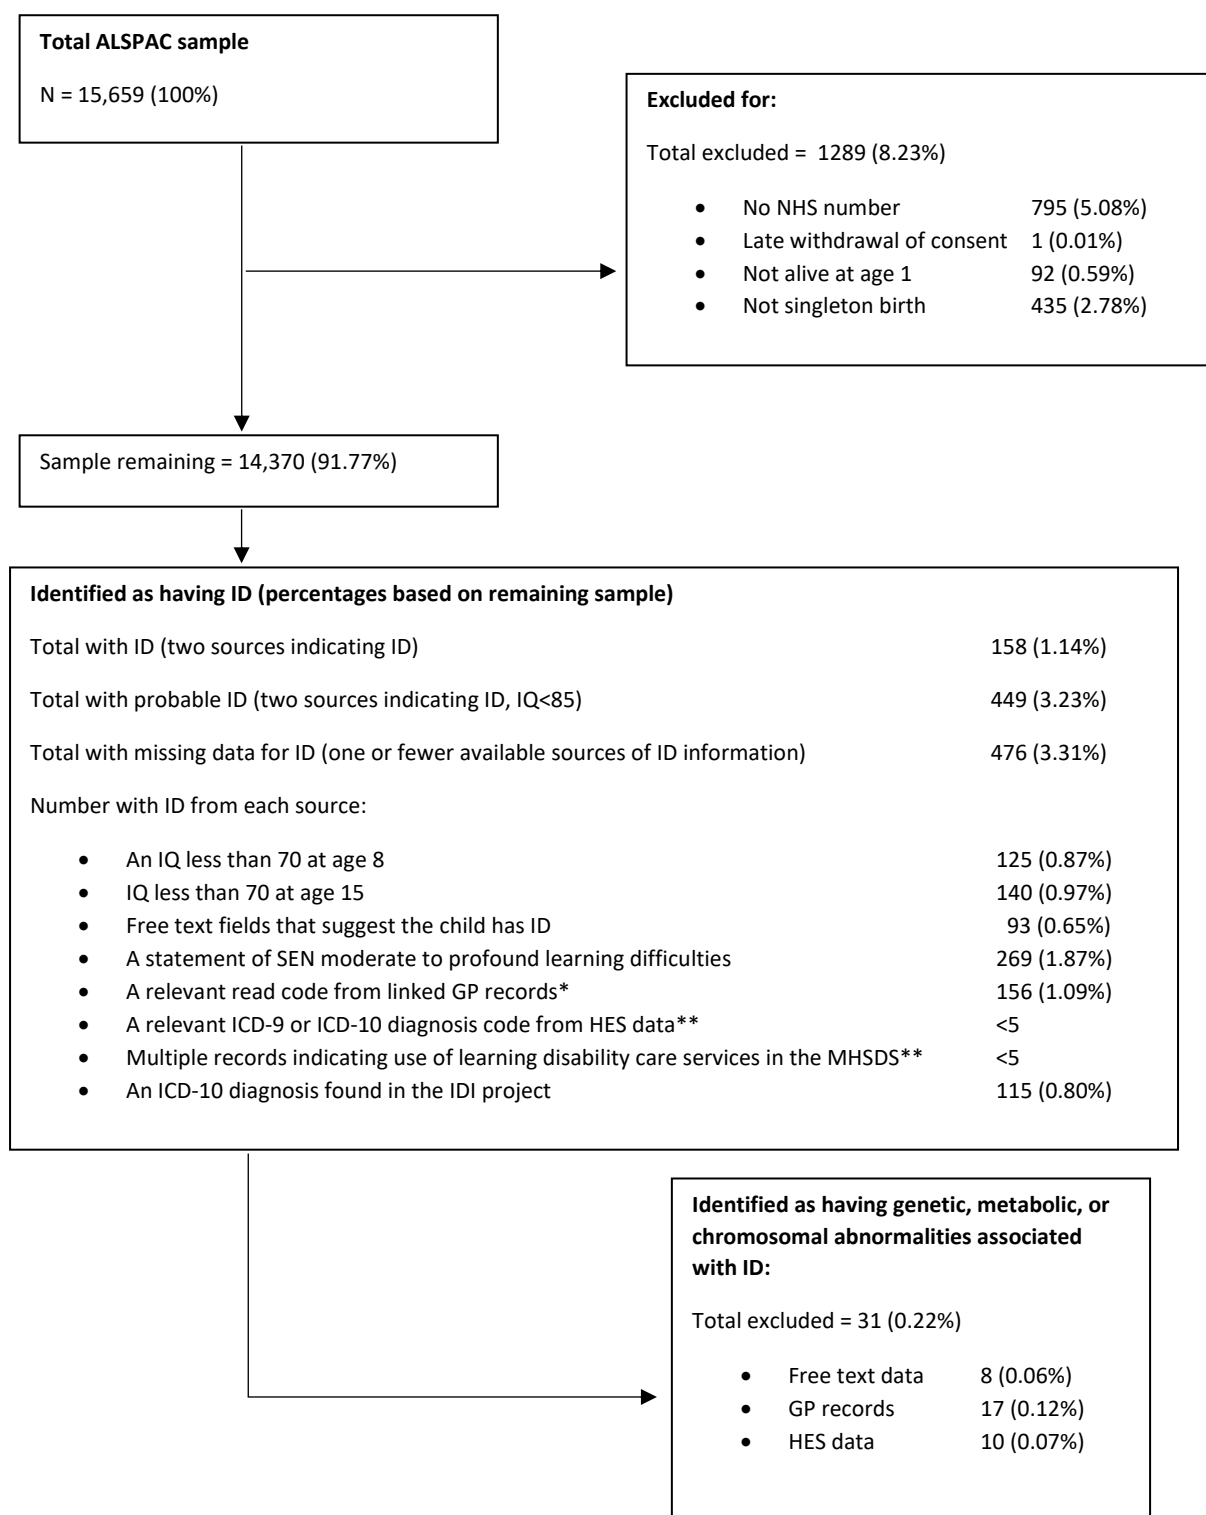 Total ALSPAC sample
N = 15,659 (100%)
Excluded for:
Total excluded = 1289 (8.23%)
• No NHS number 795 (5.08%)
• Late withdrawal of consent 1 (0.01%)
• Not alive at age 1 92 (0.59%)
• Not singleton birth 435 (2.78%)
Sample remaining = 14,370 (91.77%)
Identified as having ID (percentages based on remaining sample)
Total with ID (two sources indicating ID) 158 (1.14%)
Total with probable ID (two sources indicating ID, IQ<85) 449 (3.23%)
Total with missing data for ID (one or fewer available sources of ID information) 476 (3.31%)
Number with ID from each source:
• An IQ less than 70 at age 8 125 (0.87%)
• IQ less than 70 at age 15 140 (0.97%)
• Free text fields that suggest the child has ID 93 (0.65%)
• A statement of SEN moderate to profound learning difficulties 269 (1.87%)
• A relevant read code from linked GP records* 156 (1.09%)
• A relevant ICD-9 or ICD-10 diagnosis code from HES data** <5
• Multiple records indicating use of learning disability care services in the MHSDS** <5
• An ICD-10 diagnosis found in the IDI project 115 (0.80%)
Identified as having genetic, metabolic, or
chromosomal abnormalities associated
with ID:
Total excluded = 31 (0.22%)
• Free text data 8 (0.06%)
• GP records 17 (0.12%)
• HES data 10 (0.07%)